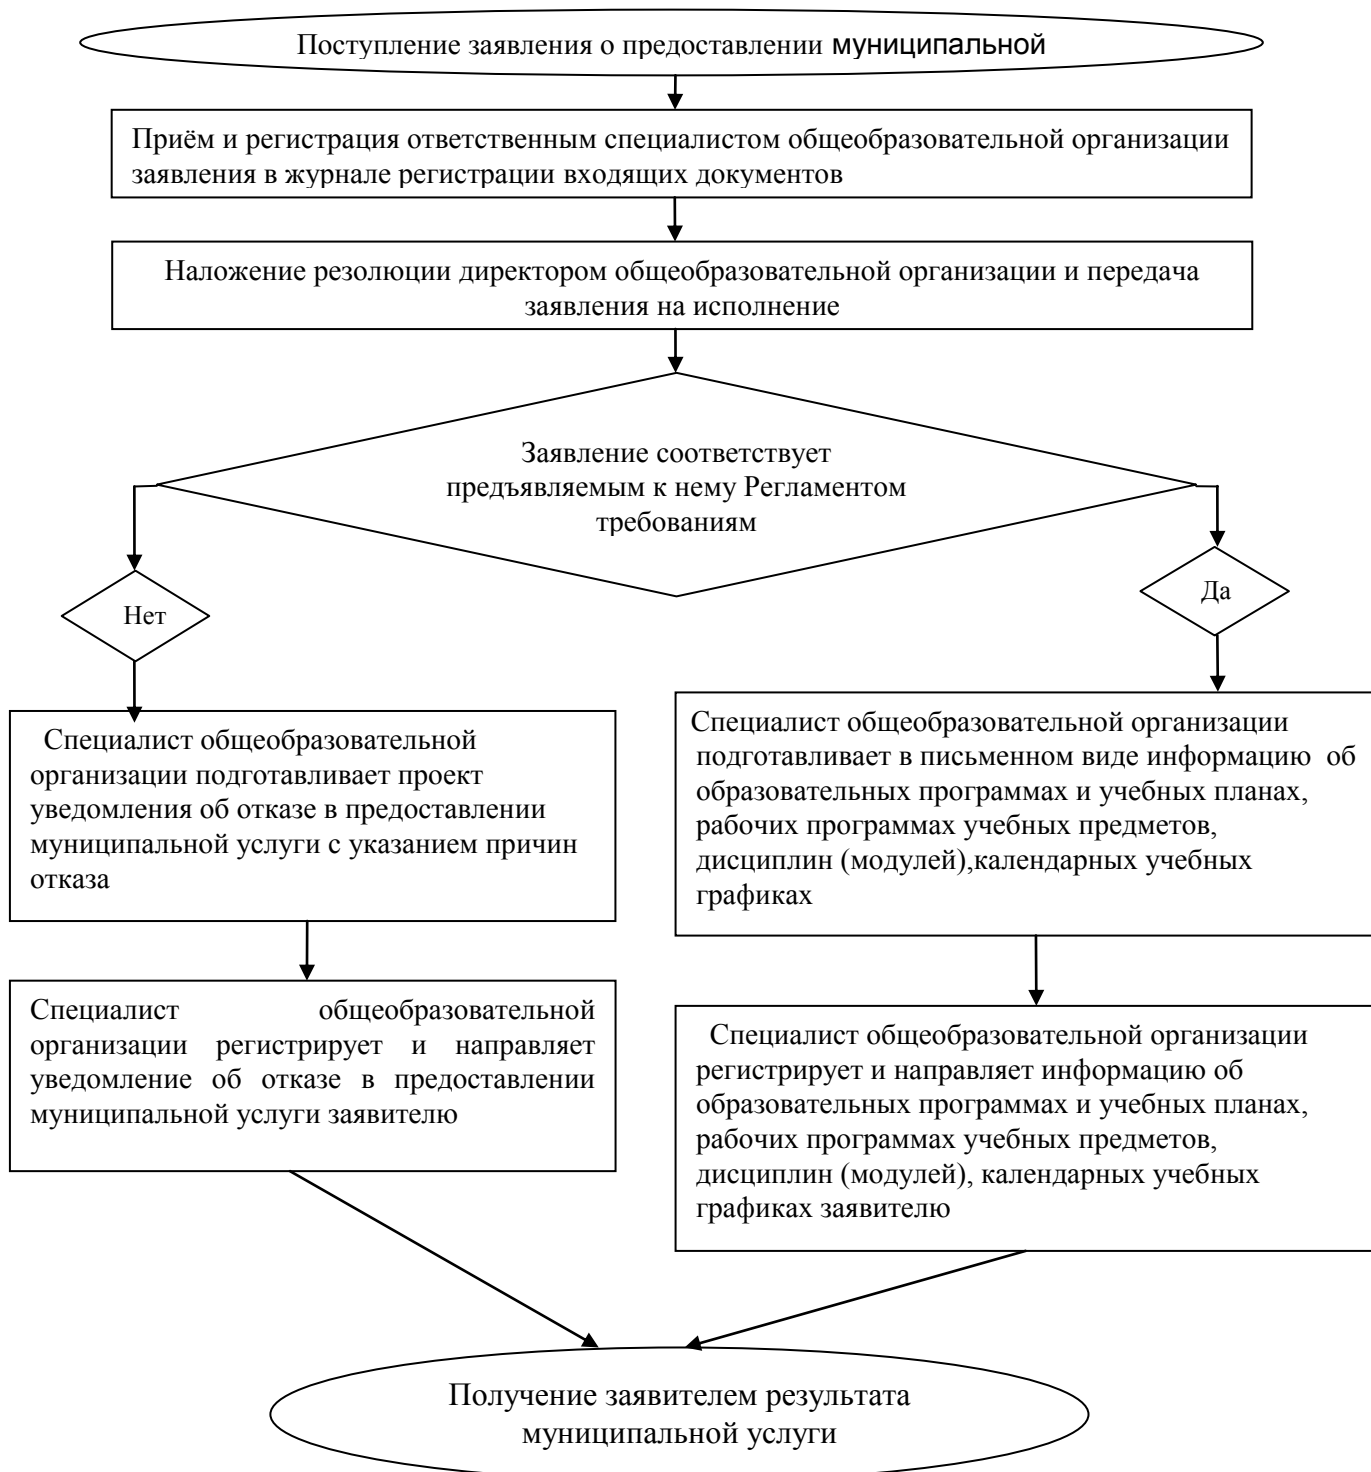 Поступление заявления о предоставлении муниципальной
Приём и регистрация ответственным специалистом общеобразовательной организации
заявления в журнале регистрации входящих документов
Наложение резолюции директором общеобразовательной организации и передача
заявления на исполнение
Заявление соответствует
предъявляемым к нему Регламентом
требованиям
Нет
Да
Специалист общеобразовательной
организации подготавливает проект
уведомления об отказе в предоставлении
муниципальной услуги с указанием причин
отказа
Специалист общеобразовательной организации
подготавливает в письменном виде информацию об
образовательных программах и учебных планах,
рабочих программах учебных предметов,
дисциплин (модулей),календарных учебных
графиках
Специалист общеобразовательной
организации регистрирует и направляет
уведомление об отказе в предоставлении
муниципальной услуги заявителю
Специалист общеобразовательной организации
регистрирует и направляет информацию об
образовательных программах и учебных планах,
рабочих программах учебных предметов,
дисциплин (модулей), календарных учебных
графиках заявителю
Получение заявителем результата
муниципальной услуги